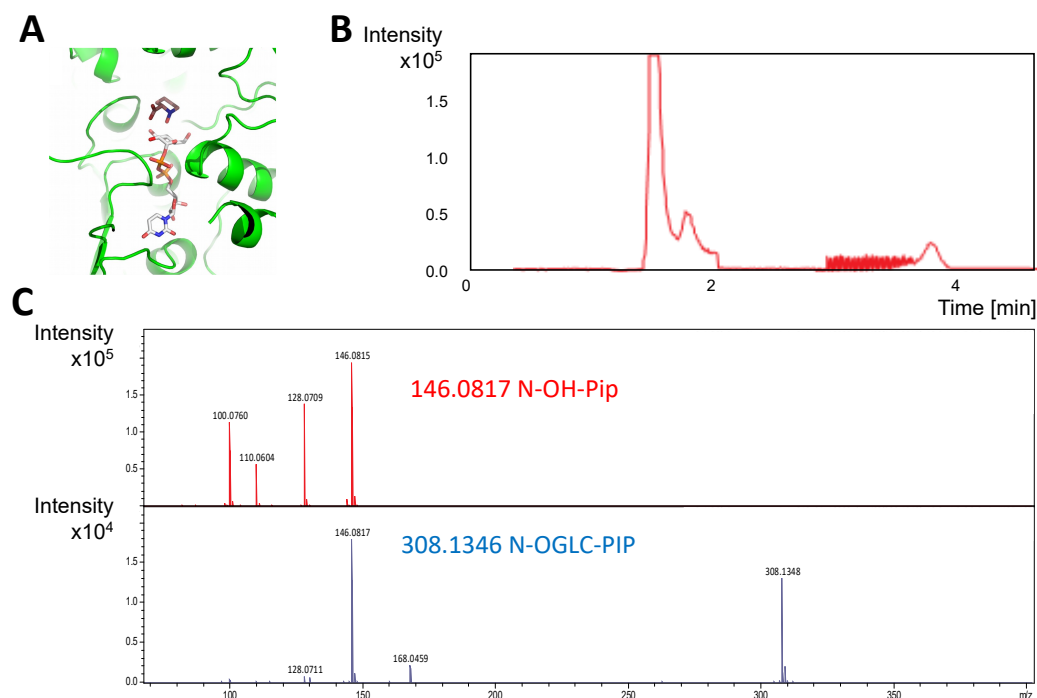 A
B
Intensity
x10⁵
1.5
1.0
0.5
0.0
0
2
4
Time [min]
C
Intensity
x10⁵
1.5
1.0
0.5
146.0815
128.0709
100.0760
110.0604
146.0817 N-OH-Pip
Intensity
x10⁴
1.5
1.0
0.5
0.0
146.0817
308.1348
168.0459
128.0711
308.1346 N-OGLC-PIP
100
150
200
250
300
350
m/z